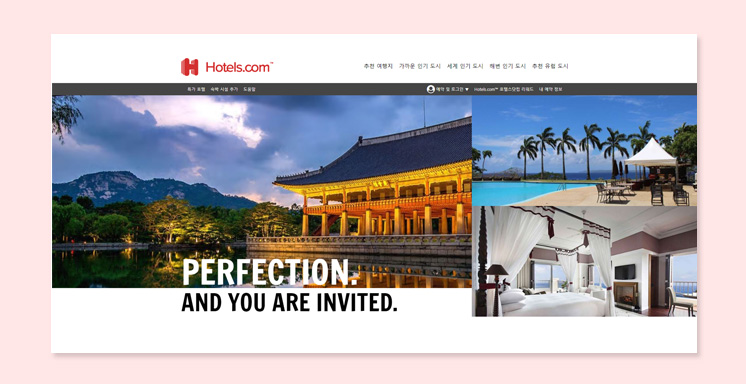 Hotels.com™
추천 여행지 가까운 인기 도시 세계 인기 도시 해변 인기 도시 추천 유럽 도시
특가 호텔 숙박 시설 추가 도움말
예약 및 로그인 ▼ Hotels.com™ 호텔스닷컴 리워드 내 예약 정보
PERFECTION.
AND YOU ARE INVITED.